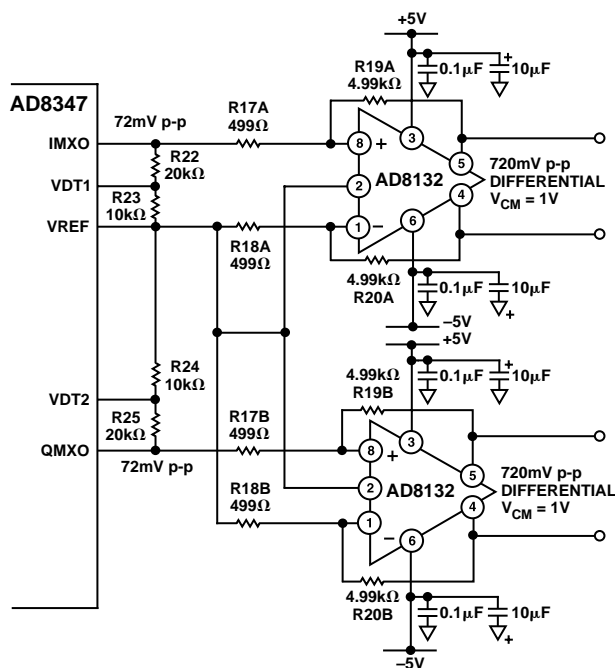 +5V
R19A
4.99kΩ
0.1µF
+
10µF
AD8347
72mV p-p
R17A
499Ω
IMXO
R22
20kΩ
VDT1
R23
10kΩ
VREF
R18A
499Ω
8
+
3
5
2
AD8132
4
1
–
6
720mV p-p
DIFFERENTIAL
VCM = 1V
4.99kΩ
R20A
0.1µF
10µF
+
–5V
+5V
R24
10kΩ
VDT2
R25
20kΩ
QMXO
72mV p-p
R17B
499Ω
R18B
499Ω
4.99kΩ
R19B
0.1µF
+
10µF
8
+
3
5
2
AD8132
4
1
–
6
720mV p-p
DIFFERENTIAL
VCM = 1V
4.99kΩ
R20B
0.1µF
10µF
+
–5V